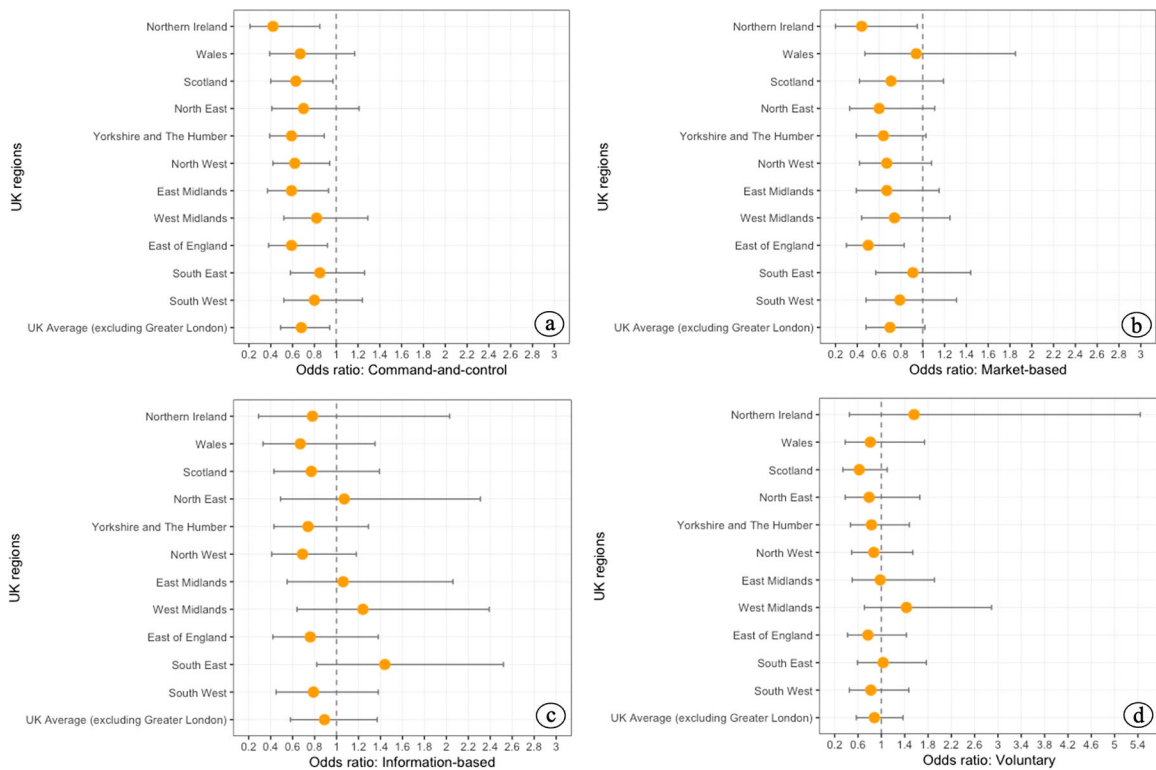 UK regions
Northern Ireland
Wales
Scotland
North East
Yorkshire and The Humber
North West
East Midlands
West Midlands
East of England
South East
South West
UK Average (excluding Greater London)
a
0.2 0.6 1 1.2 1.4 1.6 1.8 2 2.2 2.4 2.6 2.8 3
0.4 0.8
Odds ratio: Command-and-control
UK regions
Northern Ireland
Wales
Scotland
North East
Yorkshire and The Humber
North West
East Midlands
West Midlands
East of England
South East
South West
UK Average (excluding Greater London)
b
0.2 0.4 0.6 0.8 1 1.2 1.4 1.6 1.8 2 2.2 2.4 2.6 2.8 3
Odds ratio: Market-based
UK regions
Northern Ireland
Wales
Scotland
North East
Yorkshire and The Humber
North West
East Midlands
West Midlands
East of England
South East
South West
UK Average (excluding Greater London)
c
0.2 0.4 0.6 0.8 1 1.2 1.4 1.6 1.8 2 2.2 2.4 2.6 2.8 3
Odds ratio: Information-based
UK regions
Northern Ireland
Wales
Scotland
North East
Yorkshire and The Humber
North West
East Midlands
West Midlands
East of England
South East
South West
UK Average (excluding Greater London)
d
0.2 0.6 1 1.4 1.8 2.2 2.6 3 3.4 3.8 4.2 4.6 5 5.4
Odds ratio: Voluntary